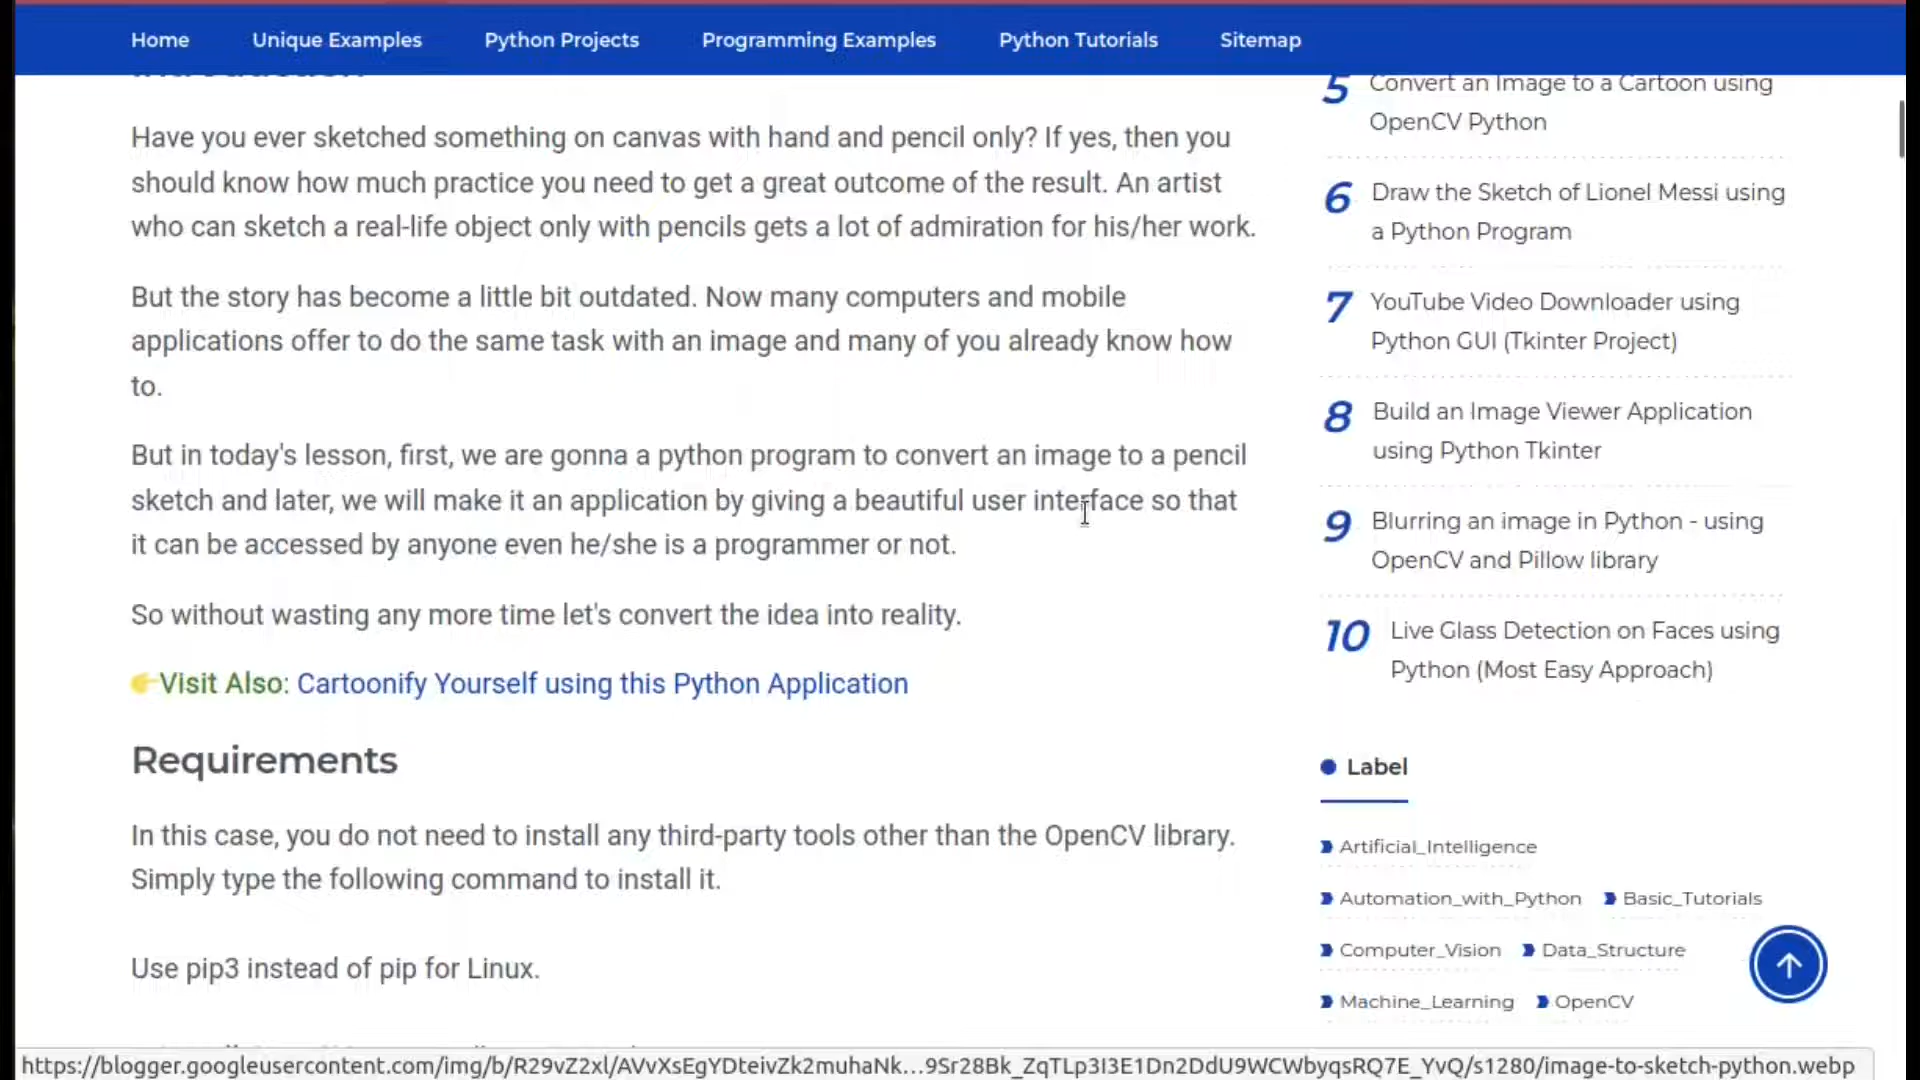 Home Unique Examples Python Projects Programming Examples Python Tutorials Sitemap
Have you ever sketched something on canvas with hand and pencil only? If yes, then you
should know how much practice you need to get a great outcome of the result. An artist
who can sketch a real-life object only with pencils gets a lot of admiration for his/her work.
But the story has become a little bit outdated. Now many computers and mobile
applications offer to do the same task with an image and many of you already know how
to.
But in today's lesson, first, we are gonna a python program to convert an image to a pencil
sketch and later, we will make it an application by giving a beautiful user interface so that
it can be accessed by anyone even he/she is a programmer or not.
So without wasting any more time let's convert the idea into reality.
👉Visit Also: Cartoonify Yourself using this Python Application
Requirements
In this case, you do not need to install any third-party tools other than the OpenCV library.
Simply type the following command to install it.
Use pip3 instead of pip for Linux.
5 Convert an Image to a Cartoon using
OpenCV Python
6 Draw the Sketch of Lionel Messi using
a Python Program
7 YouTube Video Downloader using
Python GUI (Tkinter Project)
8 Build an Image Viewer Application
using Python Tkinter
9 Blurring an image in Python - using
OpenCV and Pillow library
10 Live Glass Detection on Faces using
Python (Most Easy Approach)
Label
Artificial_Intelligence
Automation_with_Python Basic_Tutorials
Computer_Vision Data_Structure
Machine_Learning OpenCV
https://blogger.googleusercontent.com/img/b/R29vZ2xl/AVvXsEgYDteivZk2muhaNk...9Sr28Bk_ZqTLp3I3E1Dn2DdU9WCWbyqsRQ7E_YvQ/s1280/image-to-sketch-python.webp